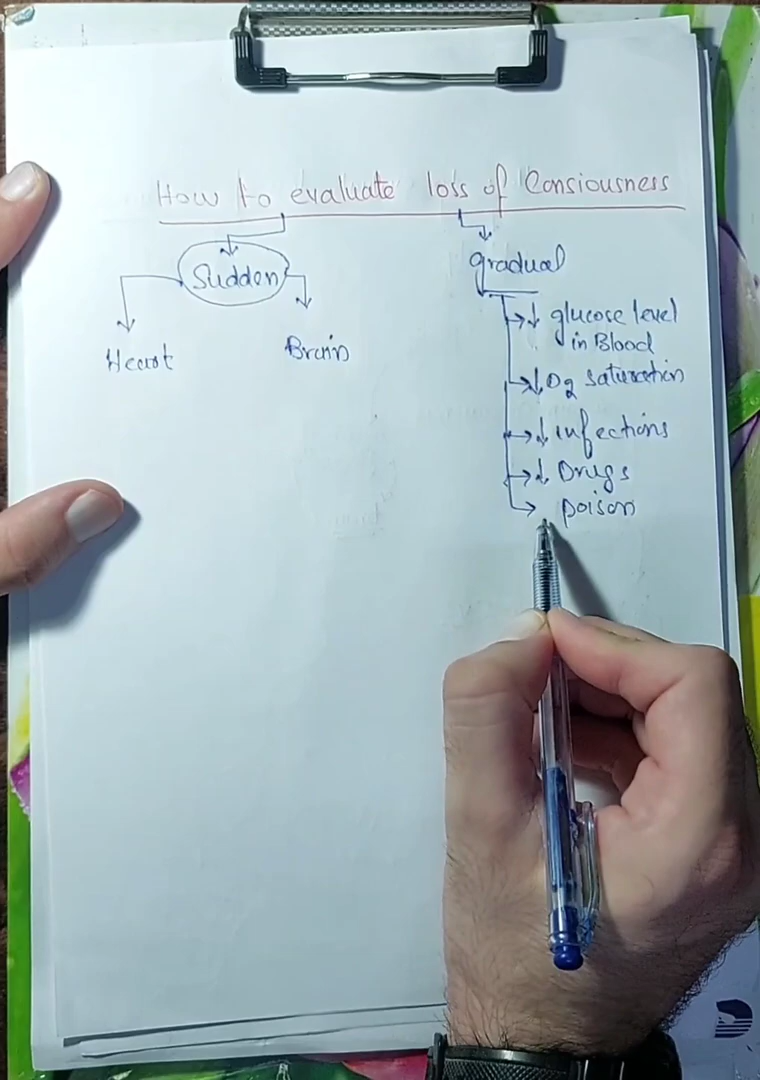 How to evaluate loss of Consiousness
Sudden
Heart
Brain
gradual
↓ glucose level
in Blood
↓ O2 saturation
↓ infections
↓ Drugs
poison